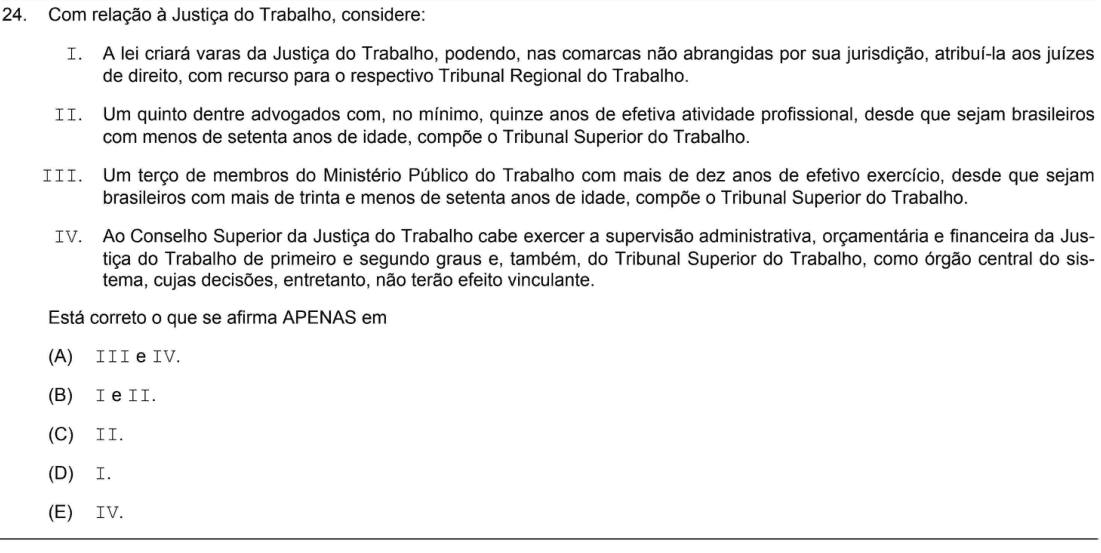 24. Com relação à Justiça do Trabalho, considere:
I. A lei criará varas da Justiça do Trabalho, podendo, nas comarcas não abrangidas por sua jurisdição, atribuí-la aos juízes
de direito, com recurso para o respectivo Tribunal Regional do Trabalho.
II. Um quinto dentre advogados com, no mínimo, quinze anos de efetiva atividade profissional, desde que sejam brasileiros
com menos de setenta anos de idade, compõe o Tribunal Superior do Trabalho.
III. Um terço de membros do Ministério Público do Trabalho com mais de dez anos de efetivo exercício, desde que sejam
brasileiros com mais de trinta e menos de setenta anos de idade, compõe o Tribunal Superior do Trabalho.
IV. Ao Conselho Superior da Justiça do Trabalho cabe exercer a supervisão administrativa, orçamentária e financeira da Jus-
tiça do Trabalho de primeiro e segundo graus e, também, do Tribunal Superior do Trabalho, como órgão central do sis-
tema, cujas decisões, entretanto, não terão efeito vinculante.
Está correto o que se afirma APENAS em
(A) III e IV.
(B) I e II.
(C) II.
(D) I.
(E) IV.